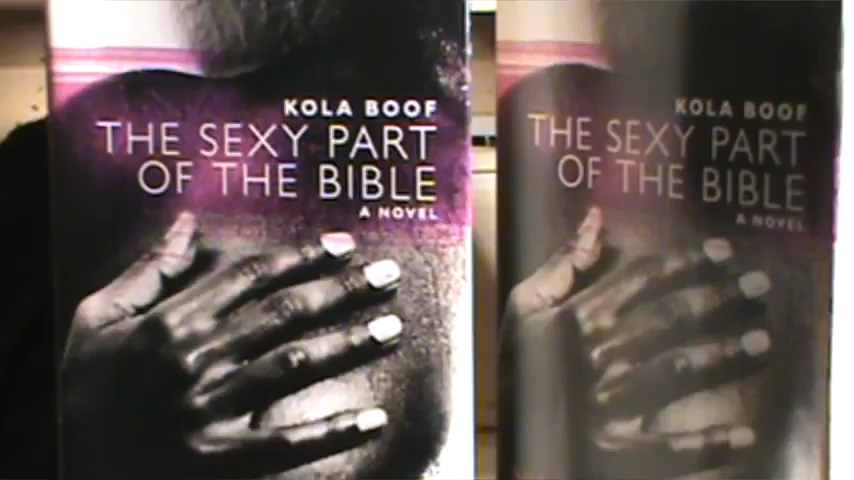 KOLA BOOF
THE SEXY PART
OF THE BIBLE
A NOVEL
KOLA BOOF
THE SEXY PART
OF THE BIBLE
A NOVEL